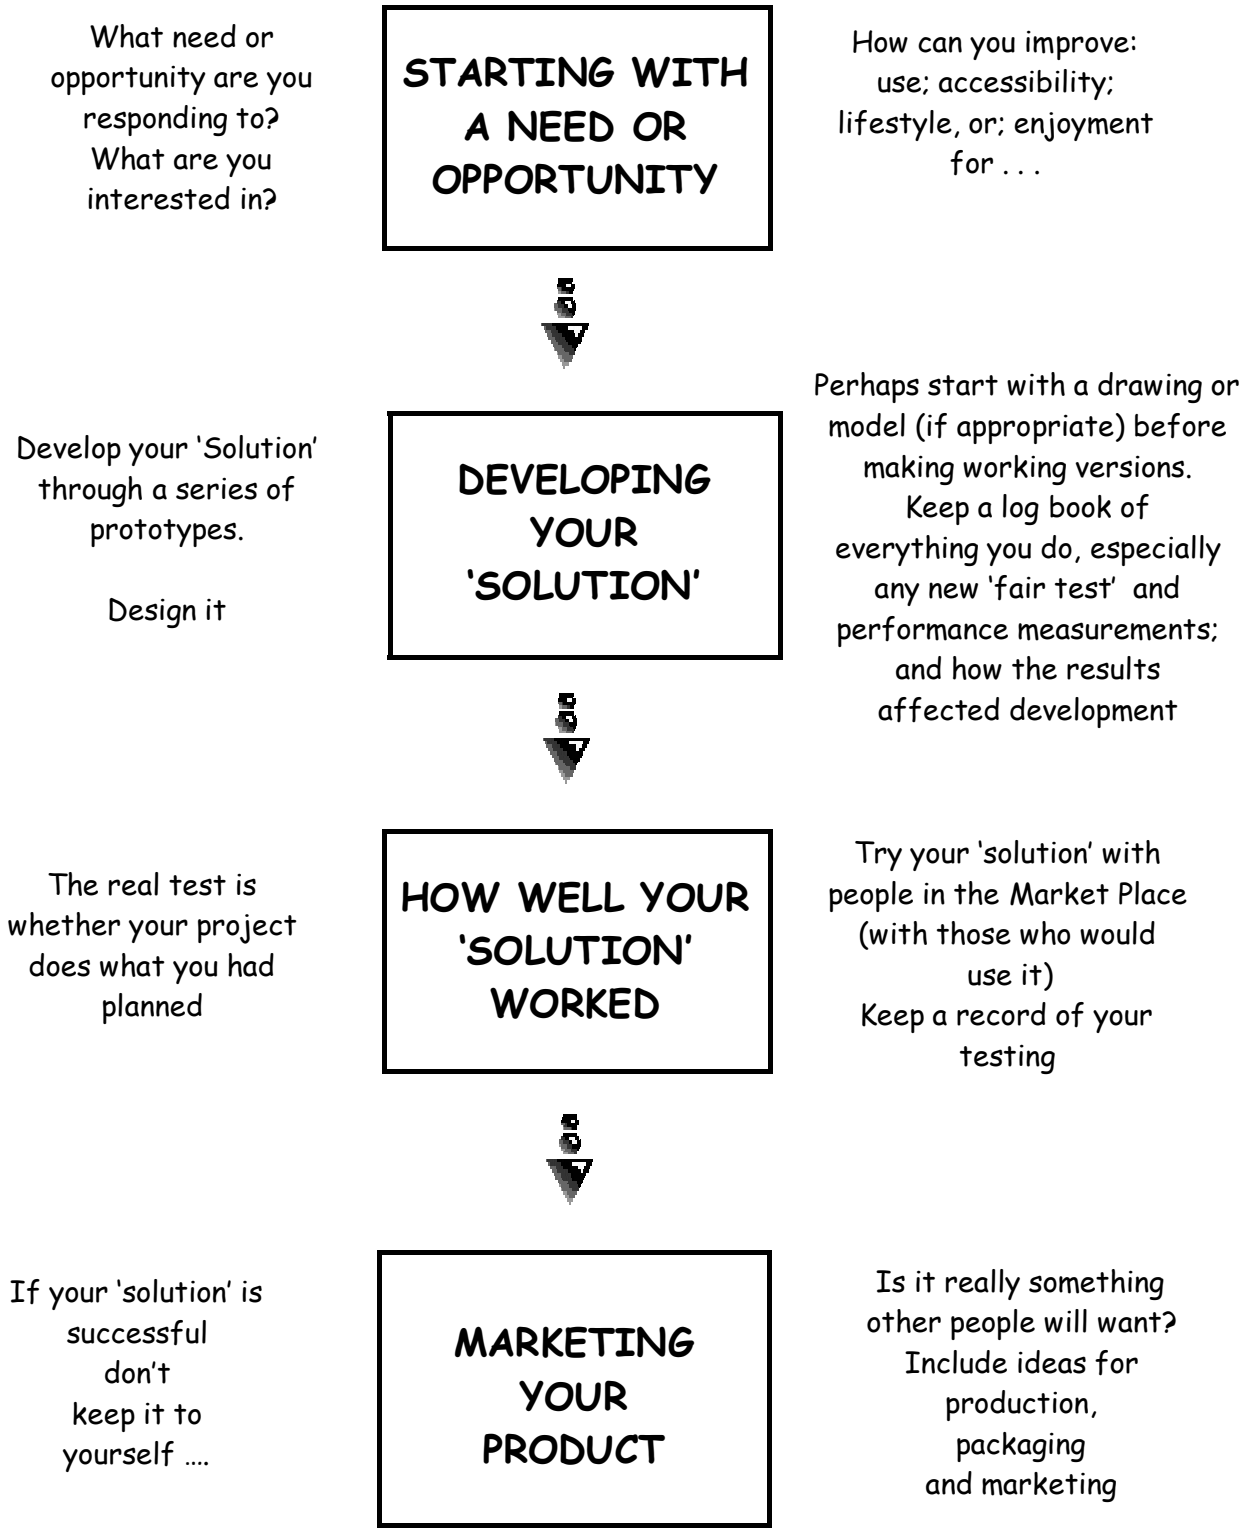 What need or
opportunity are you
responding to?
What are you
interested in?
STARTING WITH
A NEED OR
OPPORTUNITY
How can you improve:
use; accessibility;
lifestyle, or; enjoyment
for . . .
Develop your ‘Solution’
through a series of
prototypes.
Design it
DEVELOPING
YOUR
‘SOLUTION’
Perhaps start with a drawing or
model (if appropriate) before
making working versions.
Keep a log book of
everything you do, especially
any new ‘fair test’  and
performance measurements;
and how the results
affected development
The real test is
whether your project
does what you had
planned
HOW WELL YOUR
‘SOLUTION’
WORKED
Try your ‘solution’ with
people in the Market Place
(with those who would
use it)
Keep a record of your
testing
If your ‘solution’ is
successful
don’t
keep it to
yourself ….
MARKETING
YOUR
PRODUCT
Is it really something
other people will want?
Include ideas for
production,
packaging
and marketing